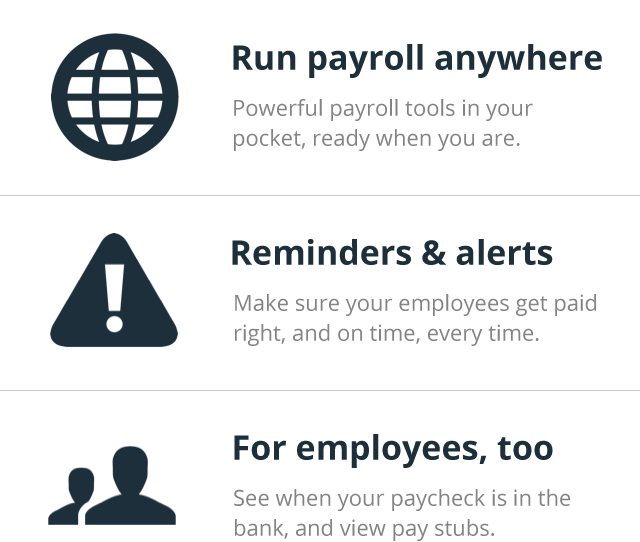 Run payroll anywhere
Powerful payroll tools in your
pocket, ready when you are.
Reminders & alerts
Make sure your employees get paid
right, and on time, every time.
For employees, too
See when your paycheck is in the
bank, and view pay stubs.